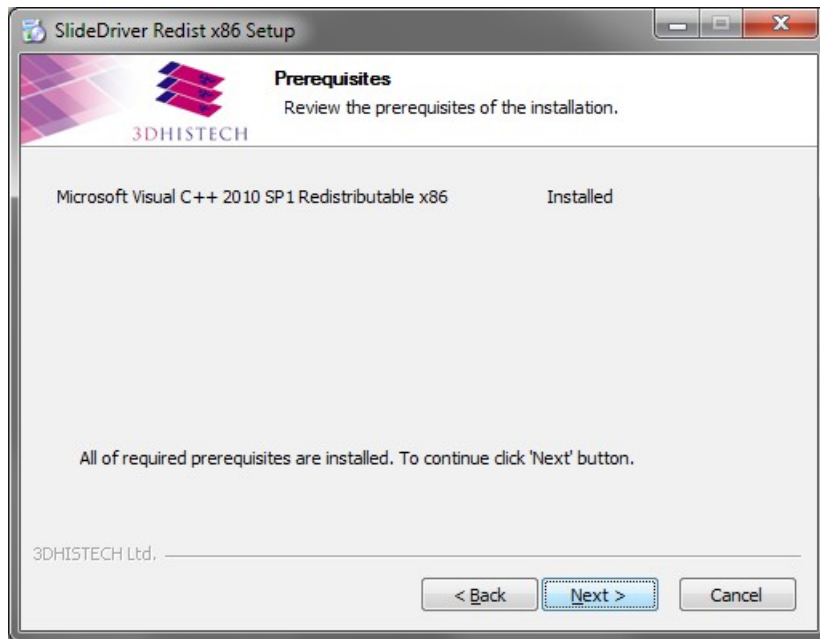 SlideDriver Redist x86 Setup
Prerequisites
Review the prerequisites of the installation.
3DHISTECH
Microsoft Visual C++ 2010 SP1 Redistributable x86 Installed
All of required prerequisites are installed. To continue click 'Next' button.
3DHISTECH Ltd.
< Back Next > Cancel